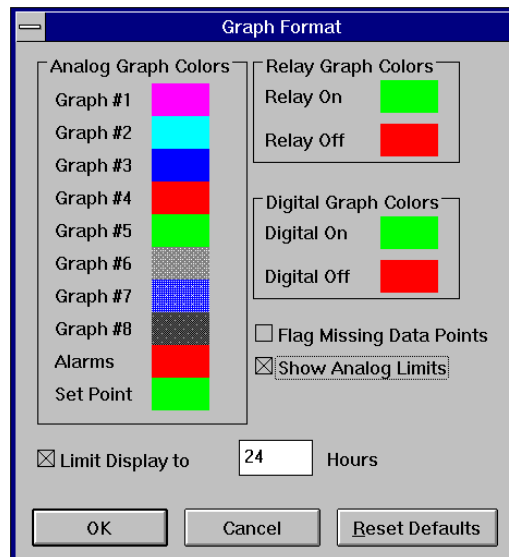 Graph Format
Analog Graph Colors
Graph #1
Graph #2
Graph #3
Graph #4
Graph #5
Graph #6
Graph #7
Graph #8
Alarms
Set Point
Relay Graph Colors
Relay On
Relay Off
Digital Graph Colors
Digital On
Digital Off
Flag Missing Data Points
Show Analog Limits
Limit Display to 24 Hours
OK Cancel Reset Defaults